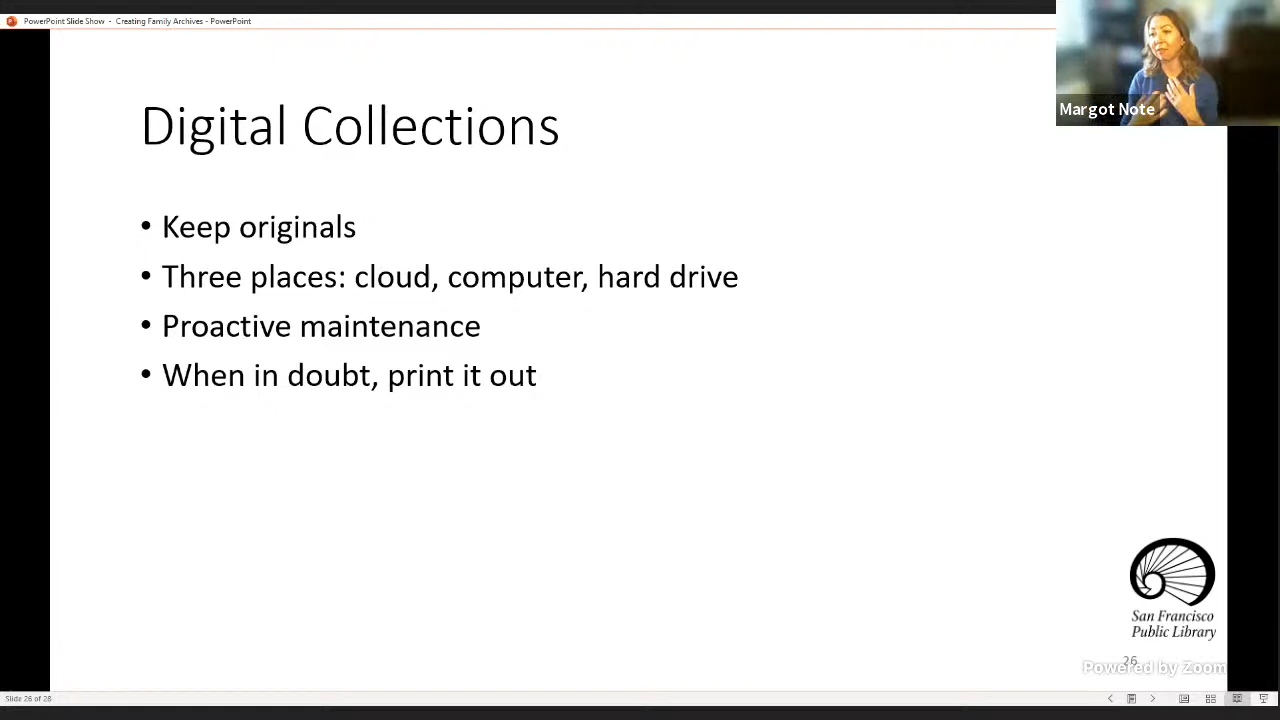 PowerPoint Slide Show - Creating Family Archives - PowerPoint
Margot Note
Digital Collections
• Keep originals
• Three places: cloud, computer, hard drive
• Proactive maintenance
• When in doubt, print it out
San Francisco
Public Library
26
Powered by Zoom
Slide 26 of 28